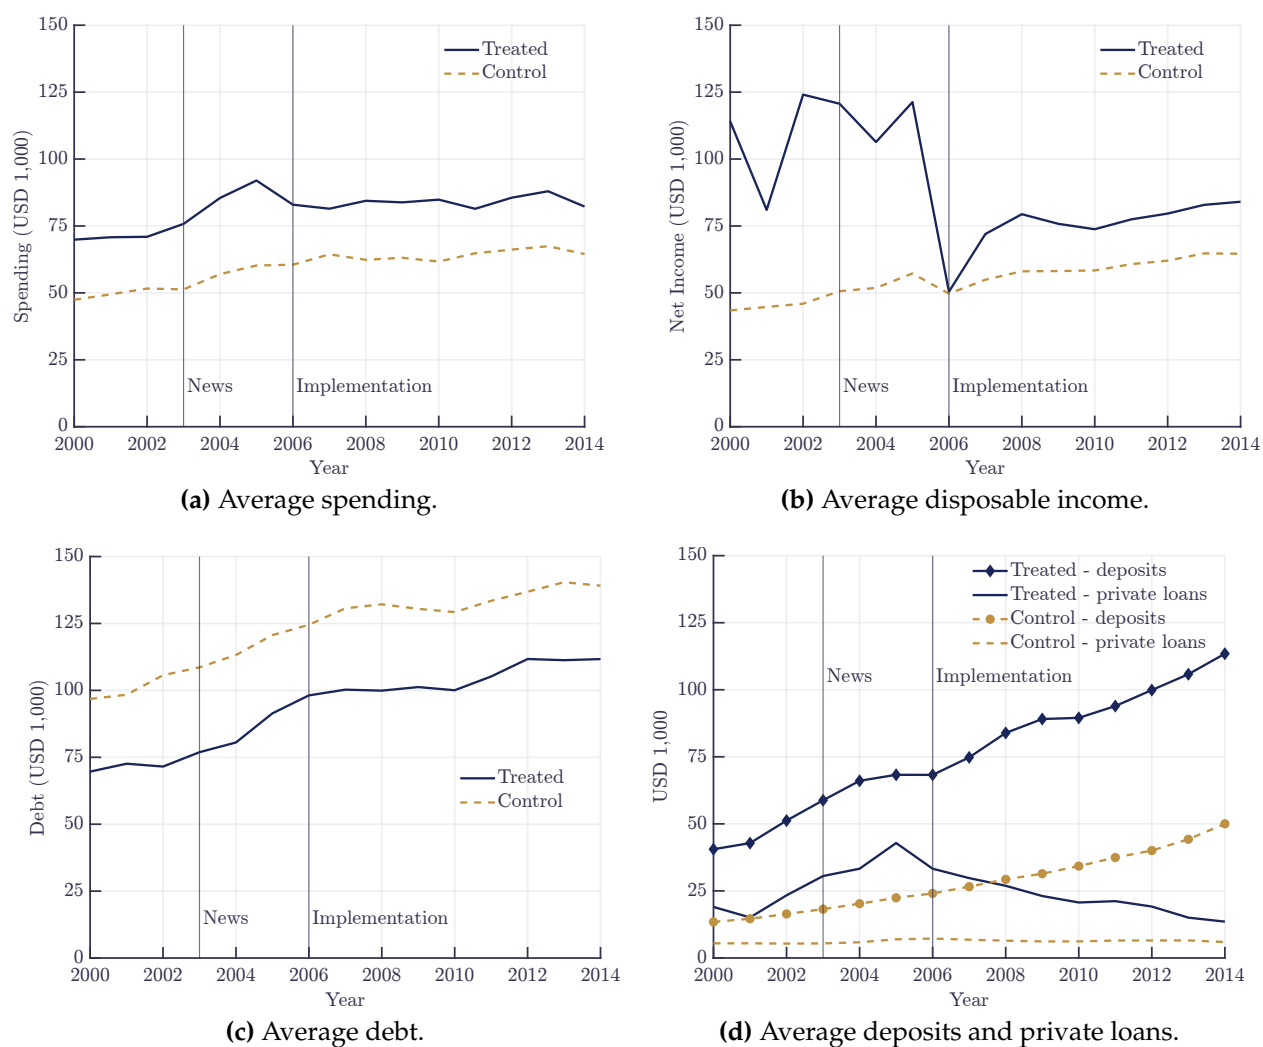 150
125
100
75
50
25
0
Spending (USD 1,000)
Treated
Control
News
Implementation
2000 2002 2004 2006 2008 2010 2012 2014
Year
(a) Average spending.
150
125
100
75
50
25
0
Net Income (USD 1,000)
Treated
Control
News
Implementation
2000 2002 2004 2006 2008 2010 2012 2014
Year
(b) Average disposable income.
150
125
100
75
50
25
0
Debt (USD 1,000)
Treated
Control
News
Implementation
2000 2002 2004 2006 2008 2010 2012 2014
Year
(c) Average debt.
150
125
100
75
50
25
0
USD 1,000
Treated - deposits
Treated - private loans
Control - deposits
Control - private loans
News
Implementation
2000 2002 2004 2006 2008 2010 2012 2014
Year
(d) Average deposits and private loans.